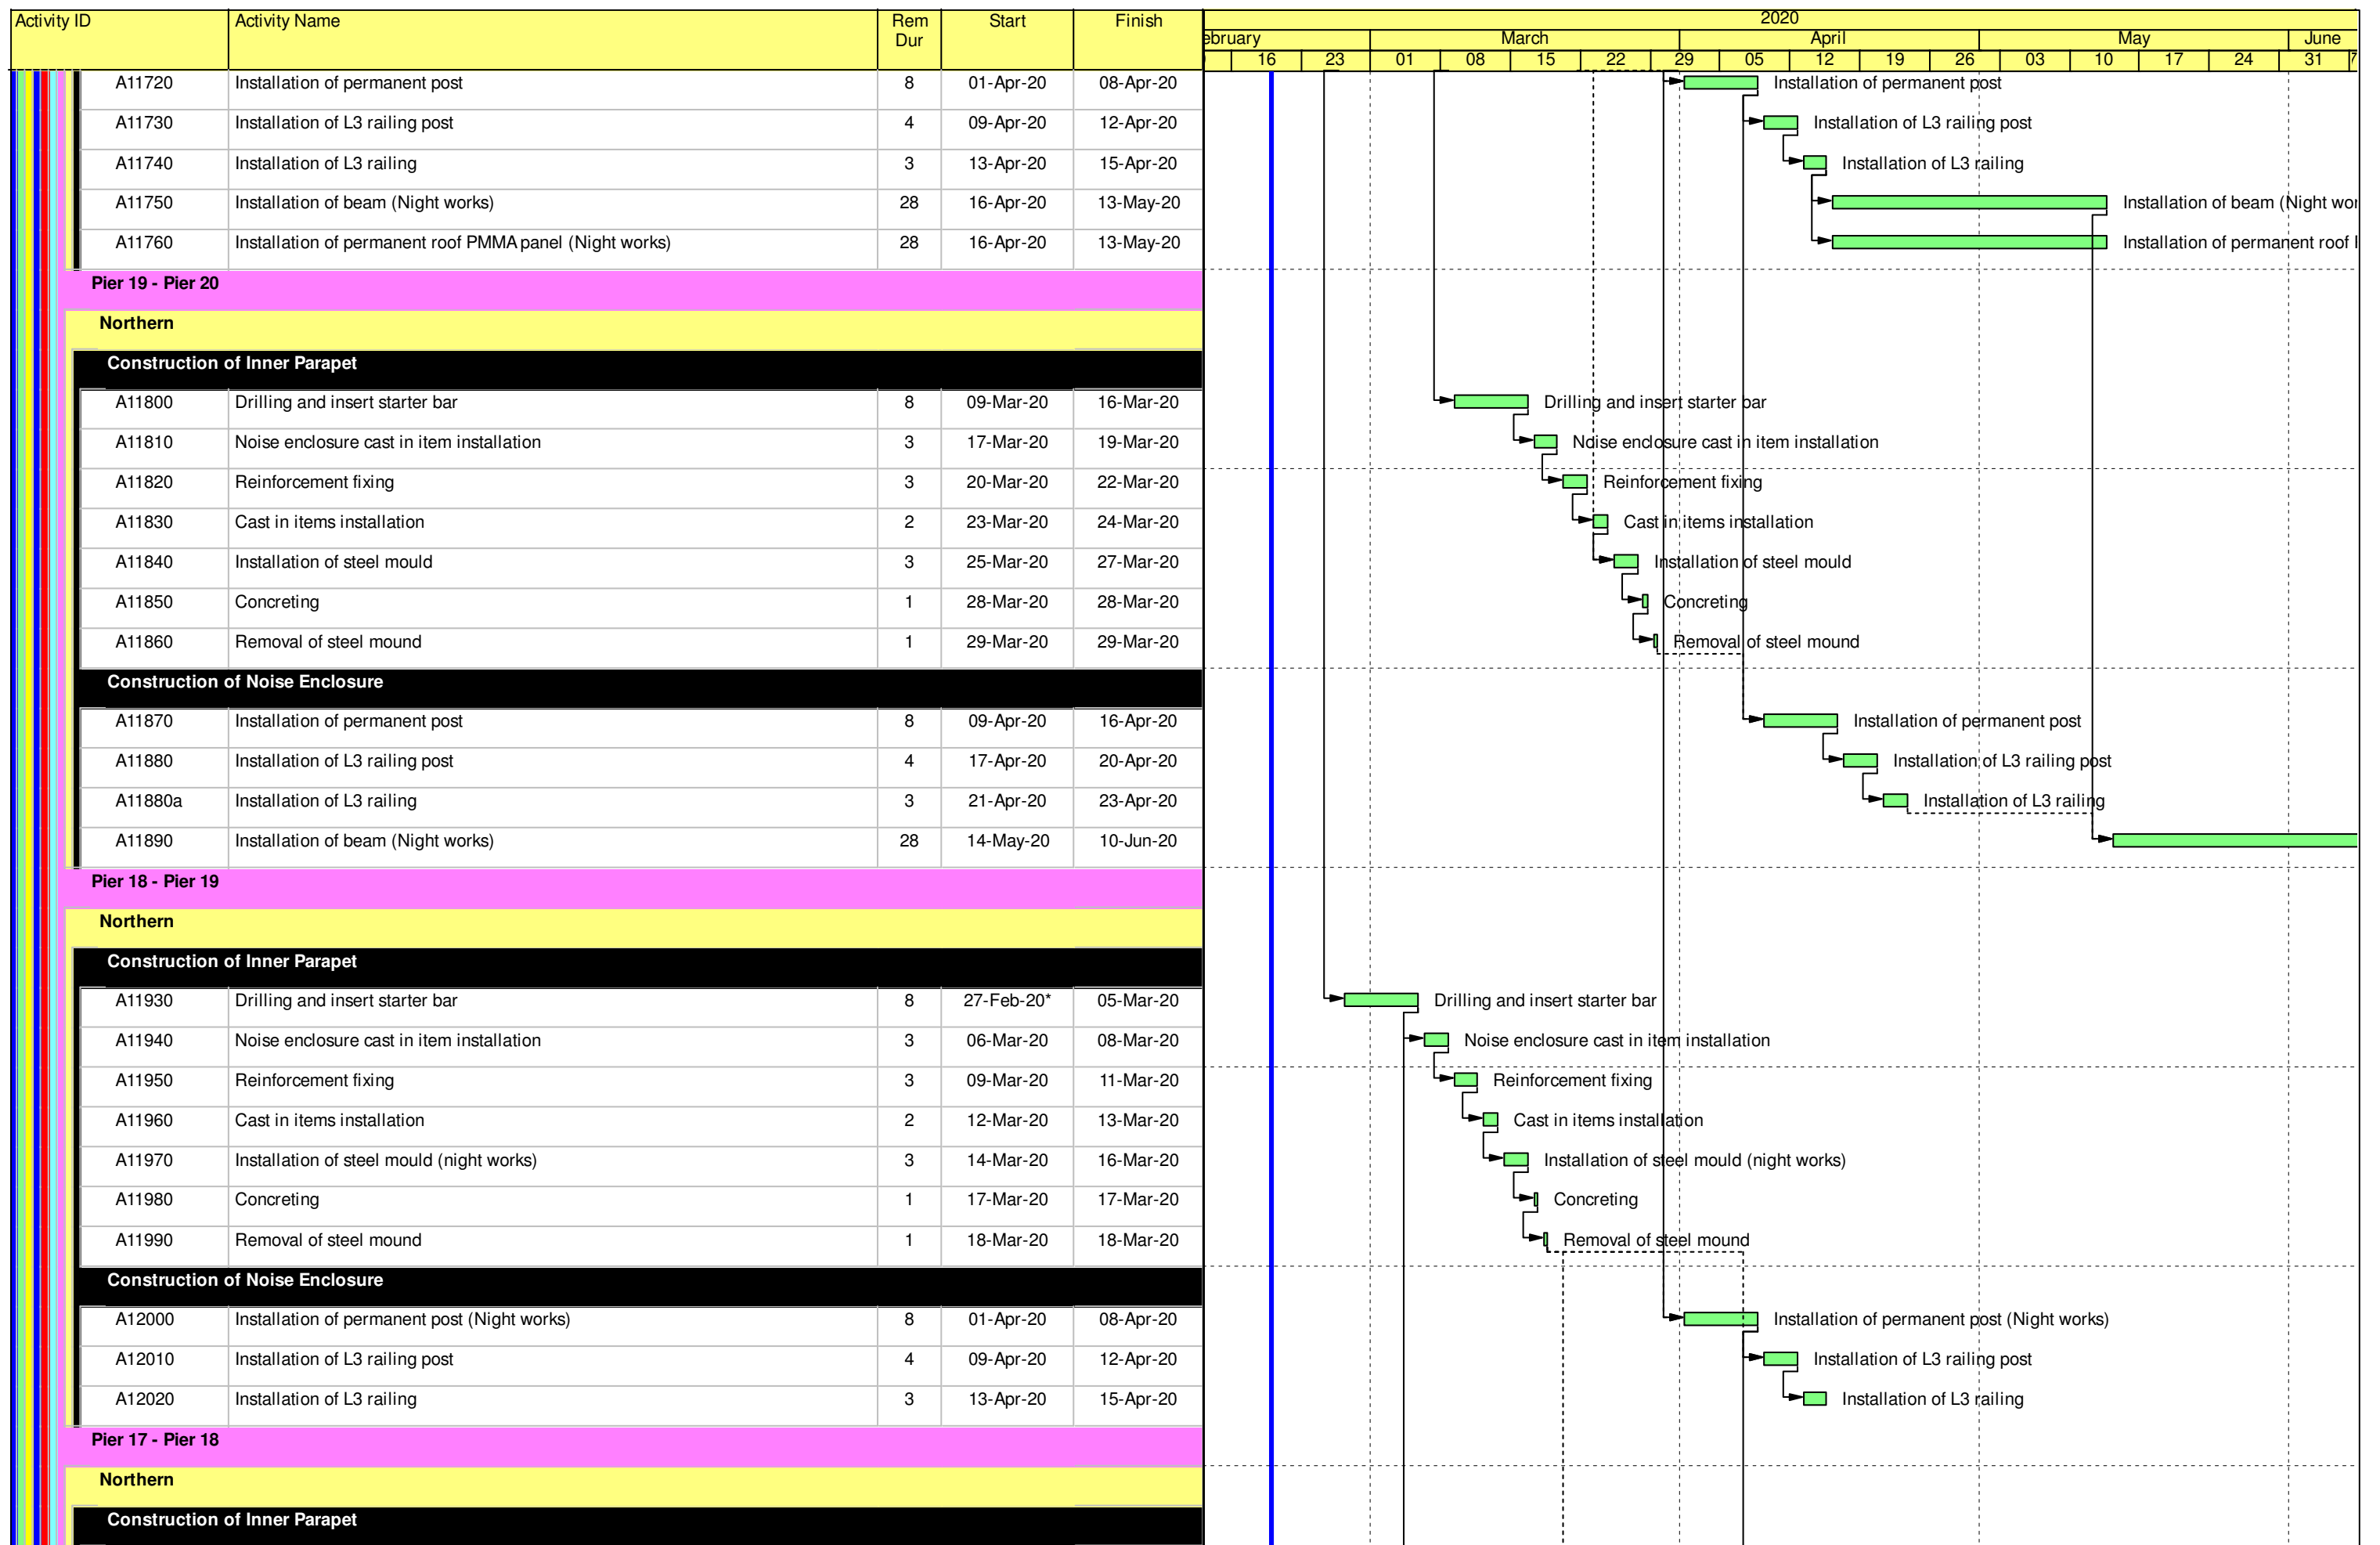 Activity ID Activity Name Rem Dur Start Finish
2020
ebruary March April May June
16 23 01 08 15 22 29 05 12 19 26 03 10 17 24 31
A11720 Installation of permanent post 8 01-Apr-20 08-Apr-20 Installation of permanent post
A11730 Installation of L3 railing post 4 09-Apr-20 12-Apr-20 Installation of L3 railing post
A11740 Installation of L3 railing 3 13-Apr-20 15-Apr-20 Installation of L3 railing
A11750 Installation of beam (Night works) 28 16-Apr-20 13-May-20 Installation of beam (Night wor
A11760 Installation of permanent roof PMMA panel (Night works) 28 16-Apr-20 13-May-20 Installation of permanent roof
Pier 19 - Pier 20
Northern
Construction of Inner Parapet
A11800 Drilling and insert starter bar 8 09-Mar-20 16-Mar-20 Drilling and insert starter bar
A11810 Noise enclosure cast in item installation 3 17-Mar-20 19-Mar-20 Noise enclosure cast in item installation
A11820 Reinforcement fixing 3 20-Mar-20 22-Mar-20 Reinforcement fixing
A11830 Cast in items installation 2 23-Mar-20 24-Mar-20 Cast in items installation
A11840 Installation of steel mould 3 25-Mar-20 27-Mar-20 Installation of steel mould
A11850 Concreting 1 28-Mar-20 28-Mar-20 Concreting
A11860 Removal of steel mound 1 29-Mar-20 29-Mar-20 Removal of steel mound
Construction of Noise Enclosure
A11870 Installation of permanent post 8 09-Apr-20 16-Apr-20 Installation of permanent post
A11880 Installation of L3 railing post 4 17-Apr-20 20-Apr-20 Installation of L3 railing post
A11880a Installation of L3 railing 3 21-Apr-20 23-Apr-20 Installation of L3 railing
A11890 Installation of beam (Night works) 28 14-May-20 10-Jun-20
Pier 18 - Pier 19
Northern
Construction of Inner Parapet
A11930 Drilling and insert starter bar 8 27-Feb-20* 05-Mar-20 Drilling and insert starter bar
A11940 Noise enclosure cast in item installation 3 06-Mar-20 08-Mar-20 Noise enclosure cast in item installation
A11950 Reinforcement fixing 3 09-Mar-20 11-Mar-20 Reinforcement fixing
A11960 Cast in items installation 2 12-Mar-20 13-Mar-20 Cast in items installation
A11970 Installation of steel mould (night works) 3 14-Mar-20 16-Mar-20 Installation of steel mould (night works)
A11980 Concreting 1 17-Mar-20 17-Mar-20 Concreting
A11990 Removal of steel mound 1 18-Mar-20 18-Mar-20 Removal of steel mound
Construction of Noise Enclosure
A12000 Installation of permanent post (Night works) 8 01-Apr-20 08-Apr-20 Installation of permanent post (Night works)
A12010 Installation of L3 railing post 4 09-Apr-20 12-Apr-20 Installation of L3 railing post
A12020 Installation of L3 railing 3 13-Apr-20 15-Apr-20 Installation of L3 railing
Pier 17 - Pier 18
Northern
Construction of Inner Parapet